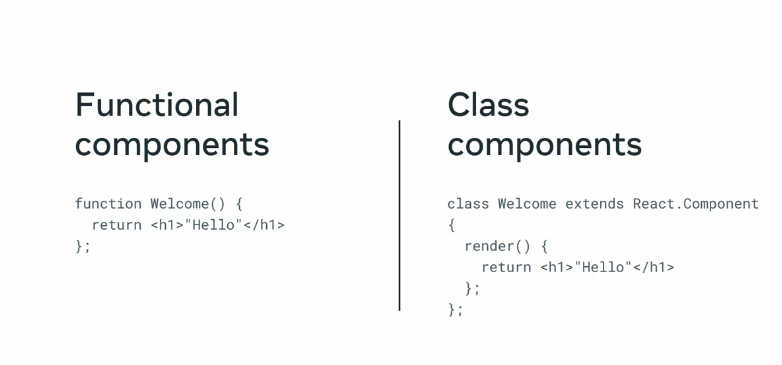 Functional
components
function Welcome() {
  return <h1>"Hello"</h1>
};
Class
components
class Welcome extends React.Component
{
  render() {
    return <h1>"Hello"</h1>
  };
};